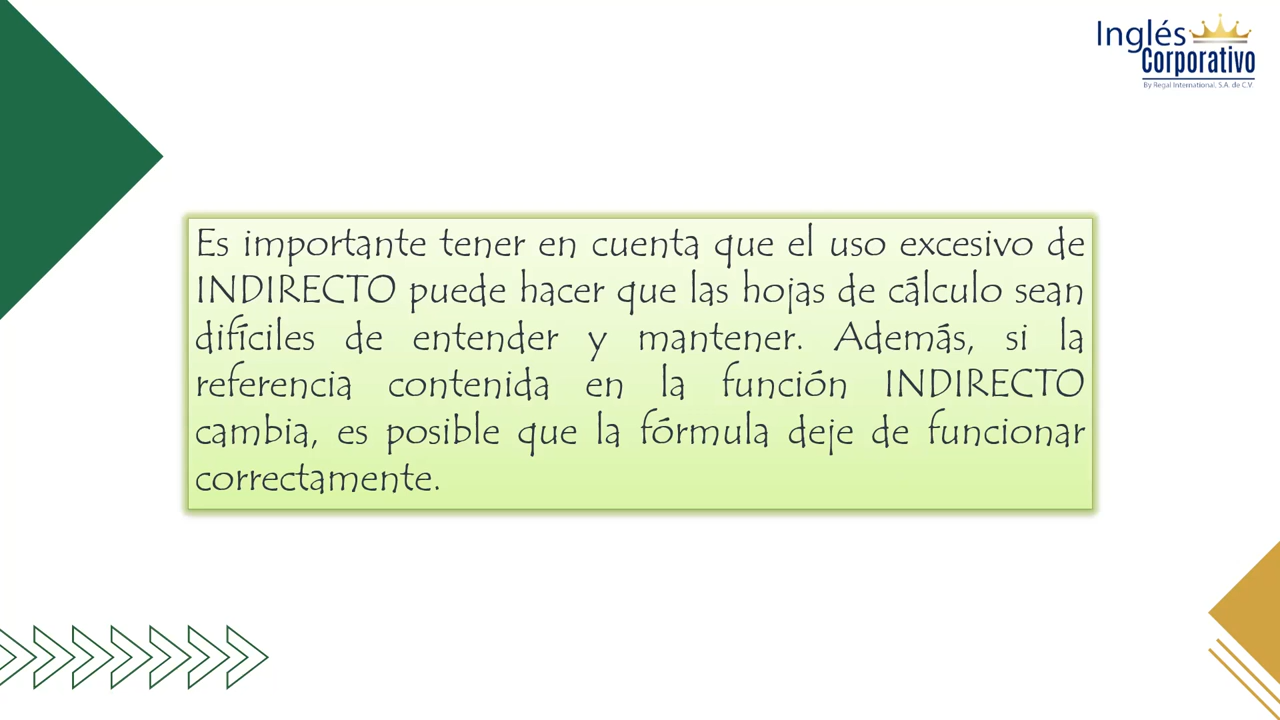 Inglés
Corporativo
By Regal International, S.A. de C.V.
Es importante tener en cuenta que el uso excesivo de
INDIRECTO puede hacer que las hojas de cálculo sean
difíciles de entender y mantener. Además, si la
referencia contenida en la función INDIRECTO
cambia, es posible que la fórmula deje de funcionar
correctamente.